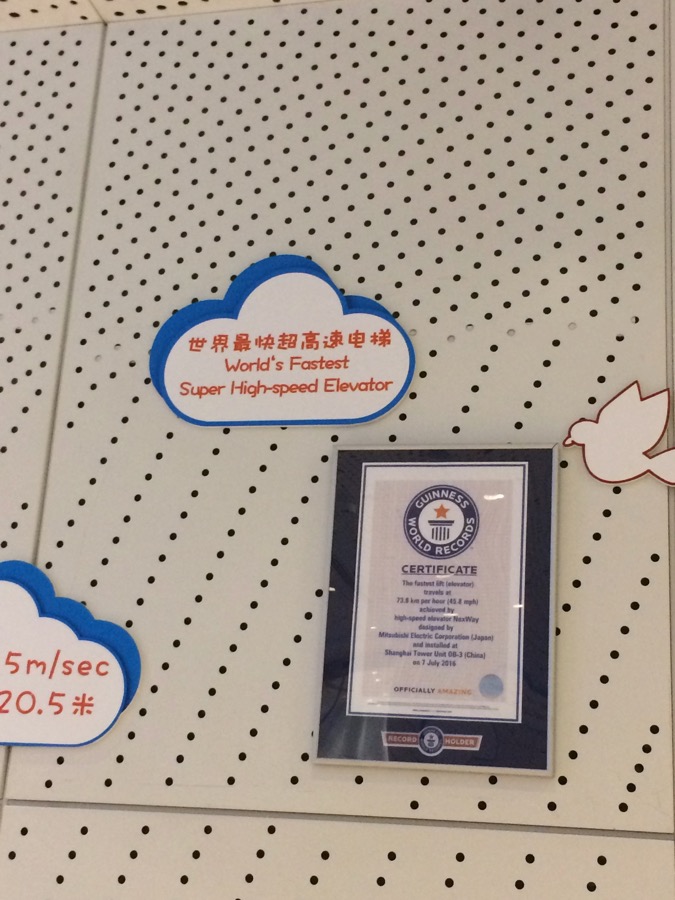 世界最快超高速电梯
World's Fastest
Super High-speed Elevator
5m/sec
20.5米
GUINNESS
WORLD RECORDS
CERTIFICATE
The fastest lift (elevator)
travels at
73.8 km per hour (45.8 mph)
achieved by
high-speed elevator NexWay
designed by
Mitsubishi Electric Corporation (Japan)
and installed at
Shanghai Tower Unit OB-3 (China)
on 7 July 2016
OFFICIALLY AMAZING
RECORD HOLDER